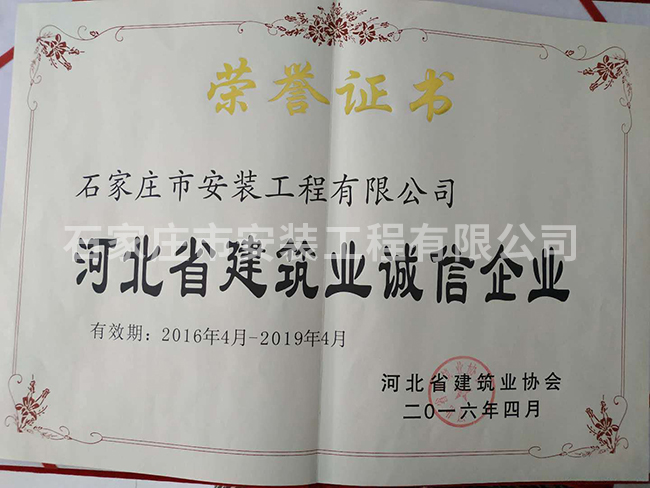 荣誉证书
石家庄市安装工程有限公司
石家庄市安装工程有限公司
河北省建筑业诚信企业
有效期：2016年4月-2019年4月
河北省建筑业协会
二〇一六年四月